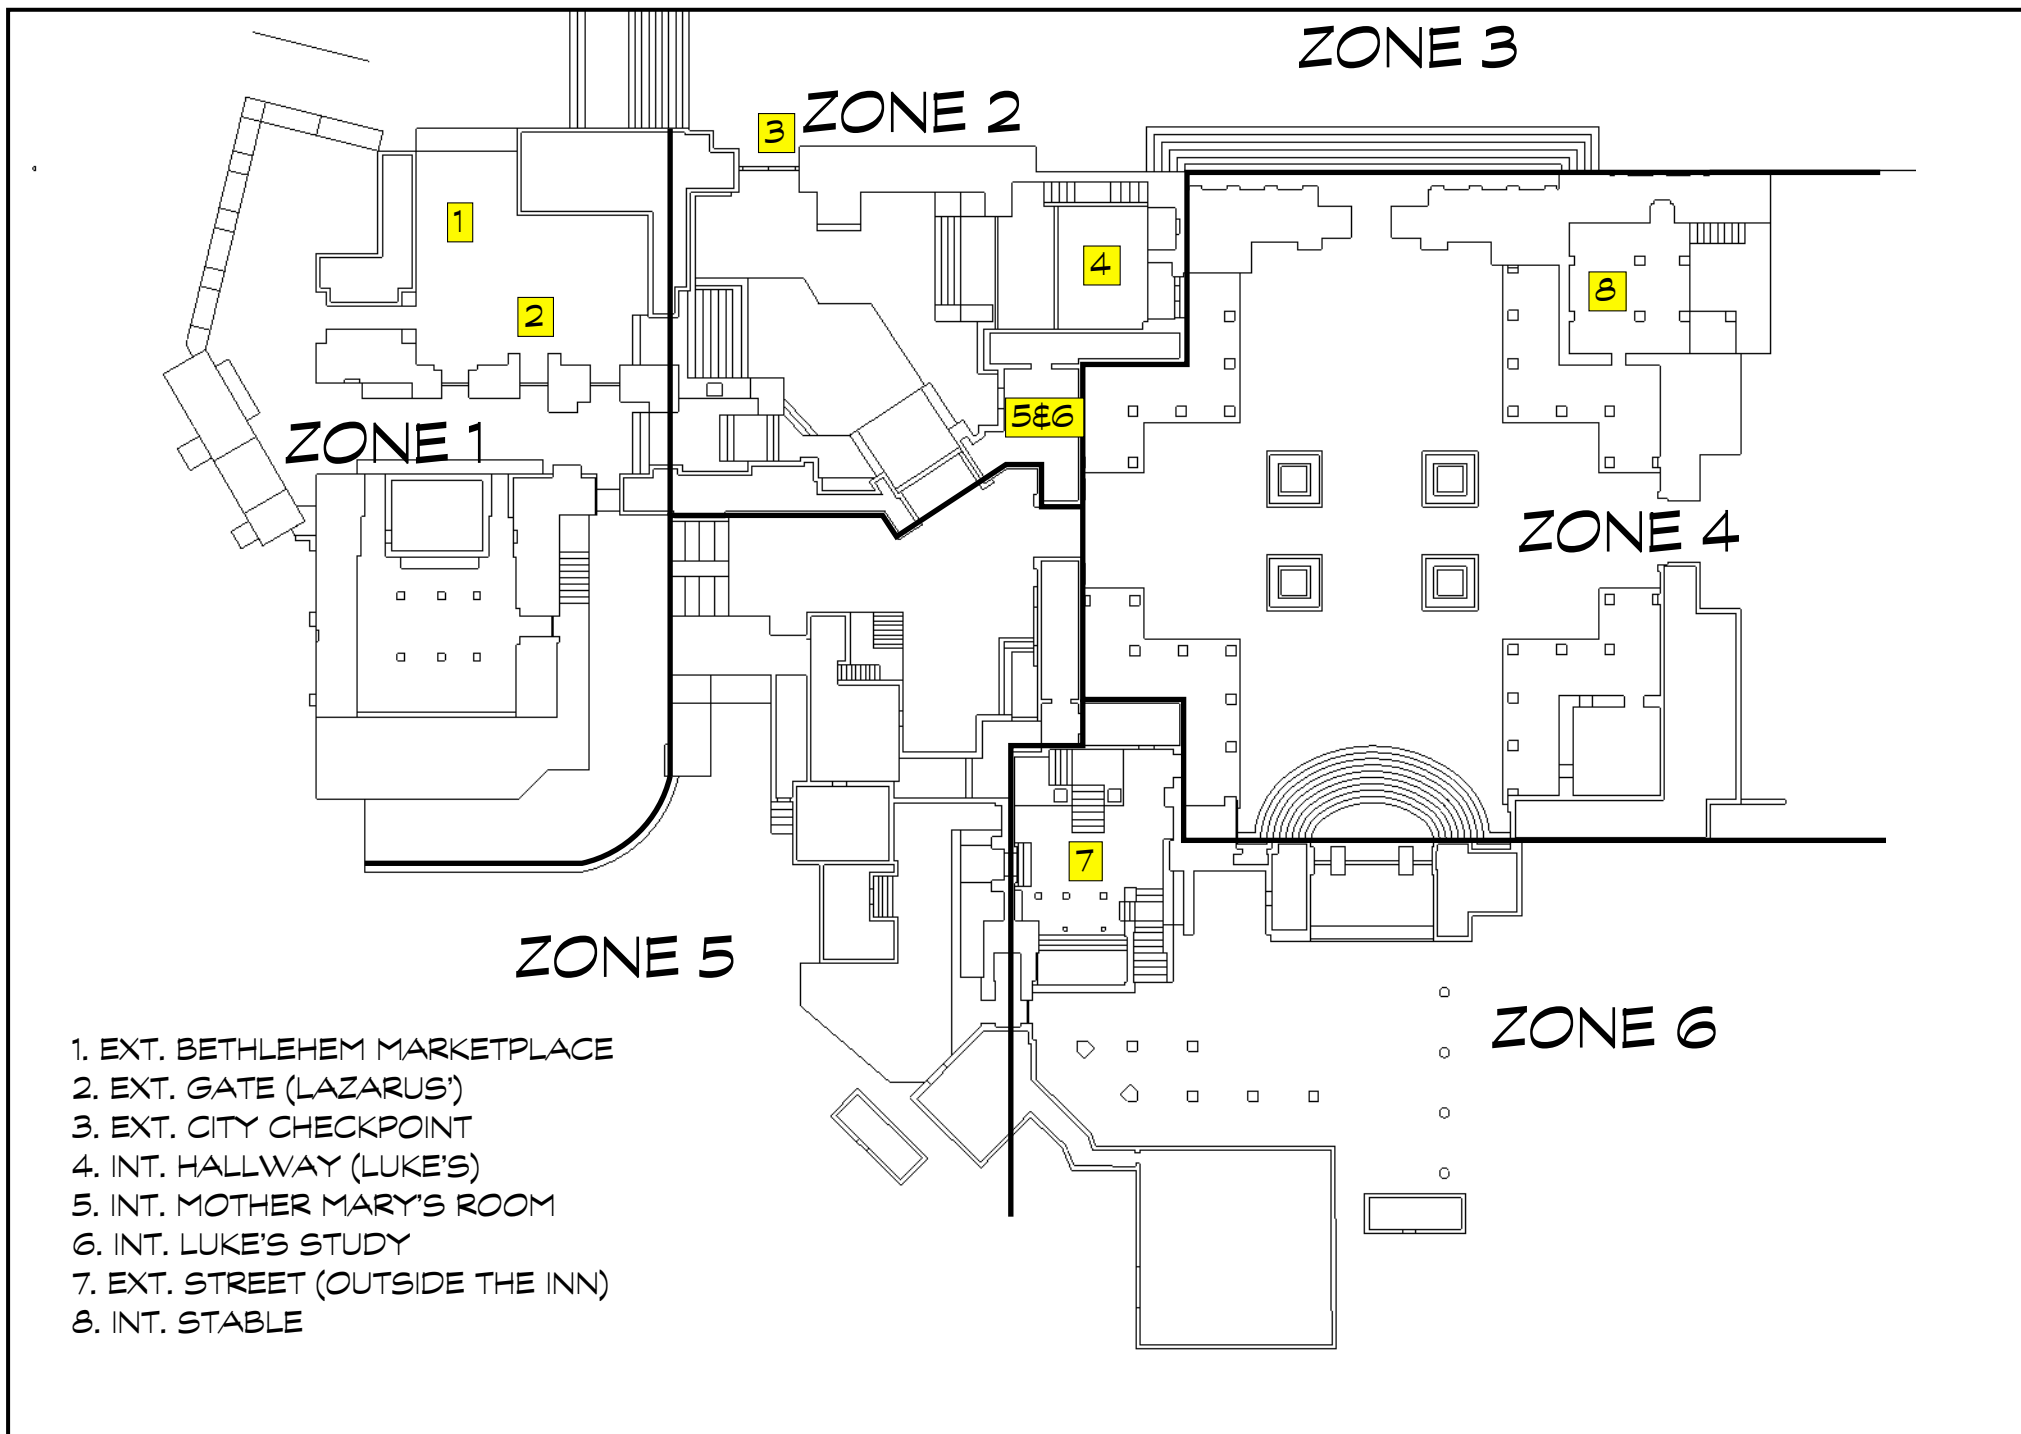 ZONE 3
ZONE 2
3
1
4
8
2
5&6
ZONE 1
ZONE 4
7
ZONE 5
ZONE 6
1. EXT. BETHLEHEM MARKETPLACE
2. EXT. GATE (LAZARUS')
3. EXT. CITY CHECKPOINT
4. INT. HALLWAY (LUKE'S)
5. INT. MOTHER MARY'S ROOM
6. INT. LUKE'S STUDY
7. EXT. STREET (OUTSIDE THE INN)
8. INT. STABLE